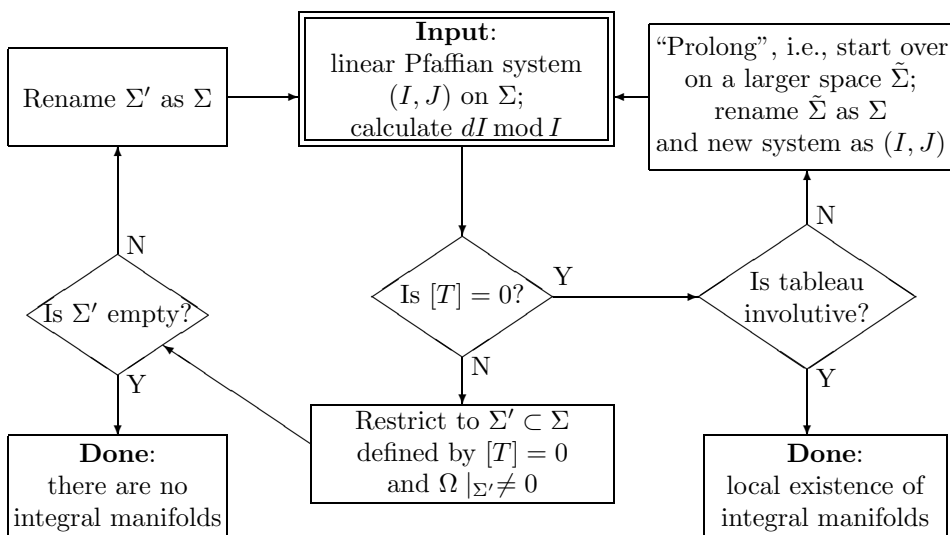 Rename Σ′ as Σ
Input:
linear Pfaffian system
(I, J) on Σ;
calculate dI mod I
“Prolong”, i.e., start over
on a larger space Σ̃;
rename Σ̃ as Σ
and new system as (I, J)
N
Is Σ′ empty?
Y
Is [T] = 0?
Y
N
N
Is tableau
involutive?
Y
Done:
there are no
integral manifolds
Restrict to Σ′ ⊂ Σ
defined by [T] = 0
and Ω |Σ′≠ 0
Done:
local existence of
integral manifolds